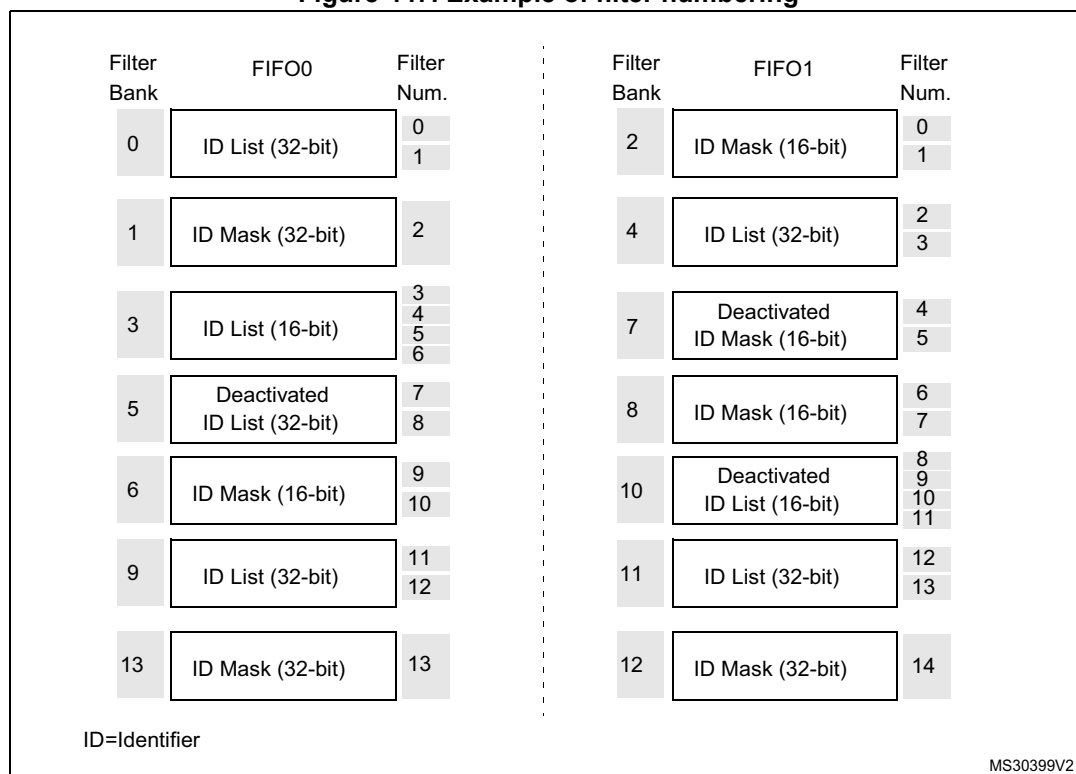 Filter Bank
FIFO0
Filter Num.
0
ID List (32-bit)
0
1
1
ID Mask (32-bit)
2
3
ID List (16-bit)
3
4
5
6
5
Deactivated
ID List (32-bit)
7
8
6
ID Mask (16-bit)
9
10
9
ID List (32-bit)
11
12
13
ID Mask (32-bit)
13
Filter Bank
FIFO1
Filter Num.
2
ID Mask (16-bit)
0
1
4
ID List (32-bit)
2
3
7
Deactivated
ID Mask (16-bit)
4
5
8
ID Mask (16-bit)
6
7
10
Deactivated
ID List (16-bit)
8
9
10
11
11
ID List (32-bit)
12
13
12
ID Mask (32-bit)
14
ID=Identifier
MS30399V2